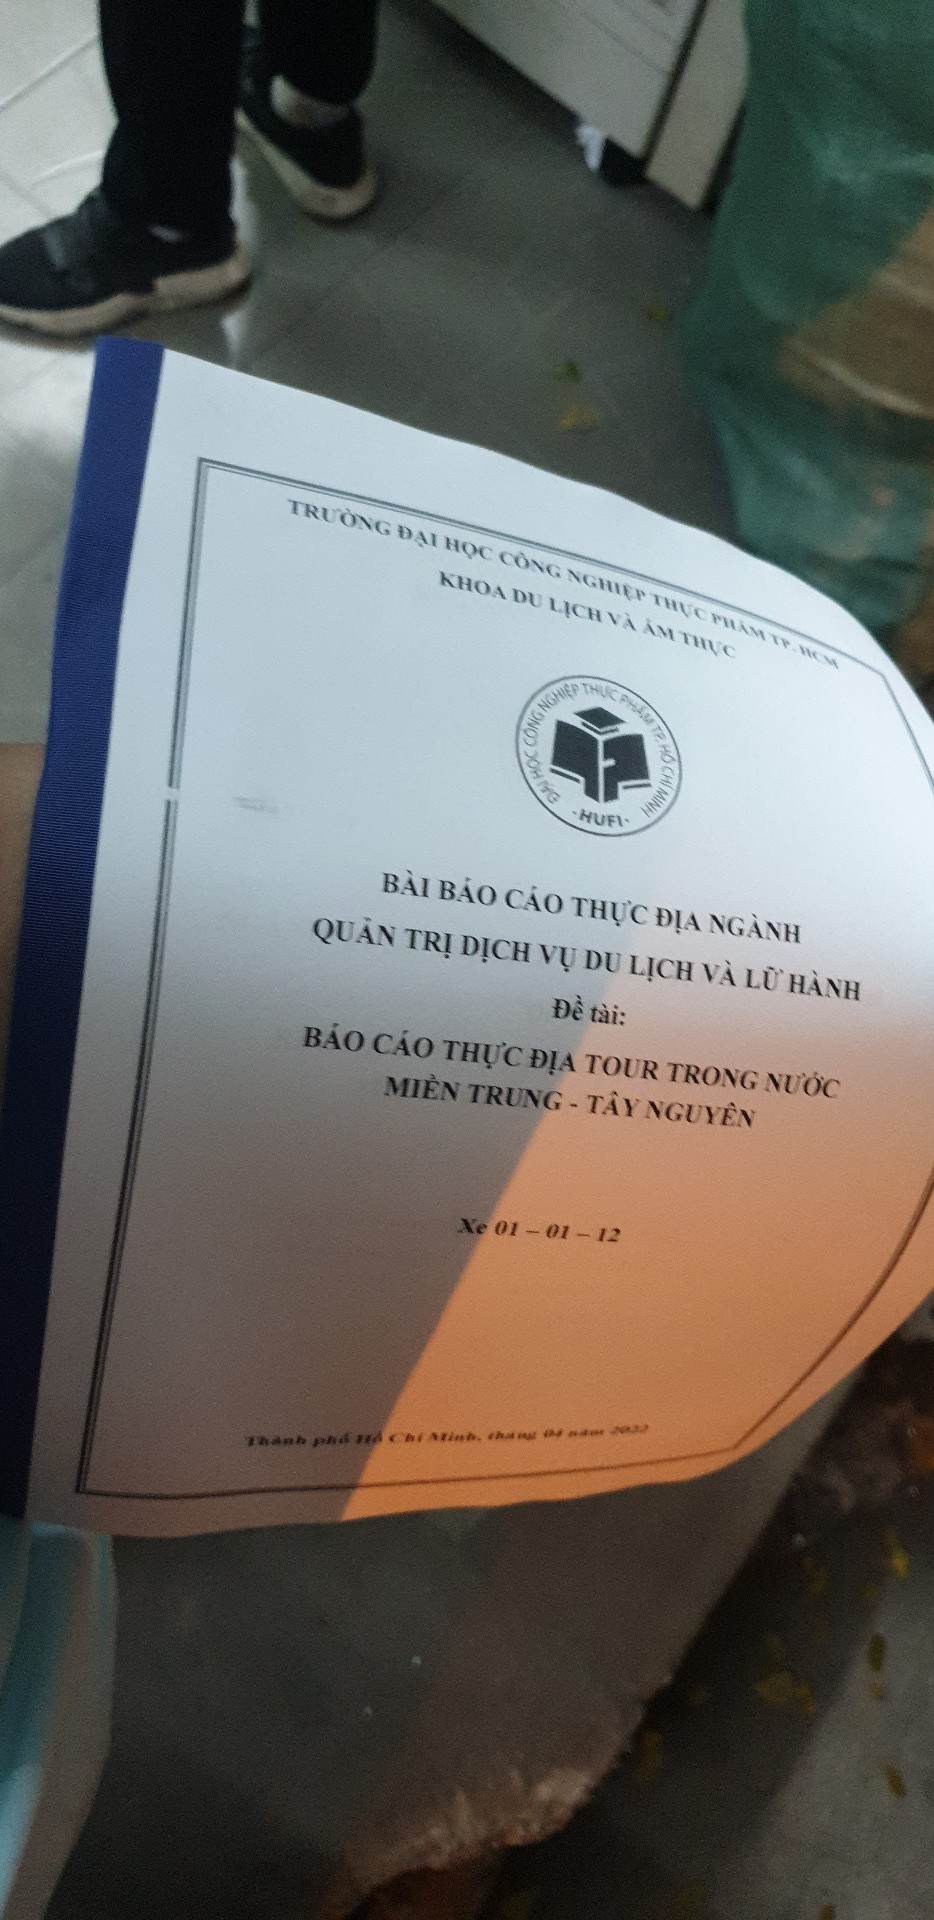 TRƯỜNG ĐẠI HỌC CÔNG NGHIỆP THỰC PHẨM TP. HCM
KHOA DU LỊCH VÀ ẨM THỰC
ĐẠI HỌC CÔNG NGHIỆP THỰC PHẨM TP. HỒ CHÍ MINH
· HUFI ·
BÀI BÁO CÁO THỰC ĐỊA NGÀNH
QUẢN TRỊ DỊCH VỤ DU LỊCH VÀ LỮ HÀNH
Đề tài:
BÁO CÁO THỰC ĐỊA TOUR TRONG NƯỚC
MIỀN TRUNG - TÂY NGUYÊN
Xe 01 – 01 – 12
Thành phố Hồ Chí Minh, tháng 04 năm 2022